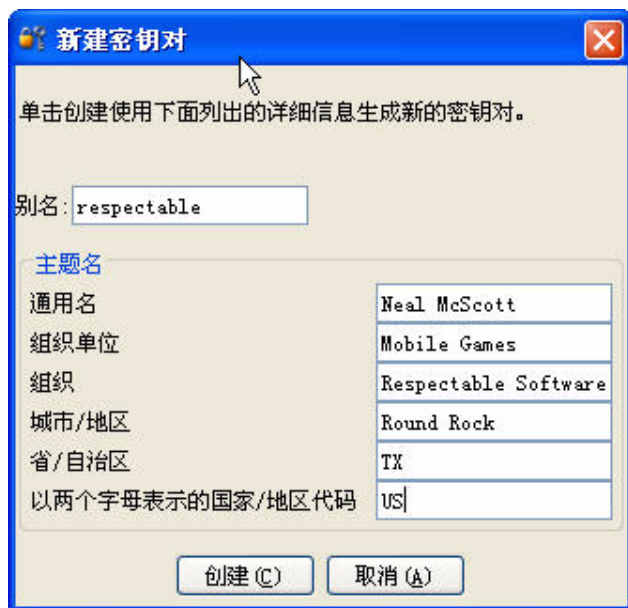 新建密钥对
单击创建使用下面列出的详细信息生成新的密钥对。
别名: respectable
主题名
通用名 Neal McScott
组织单位 Mobile Games
组织 Respectable Software
城市/地区 Round Rock
省/自治区 TX
以两个字母表示的国家/地区代码 US
创建(C) 取消(A)